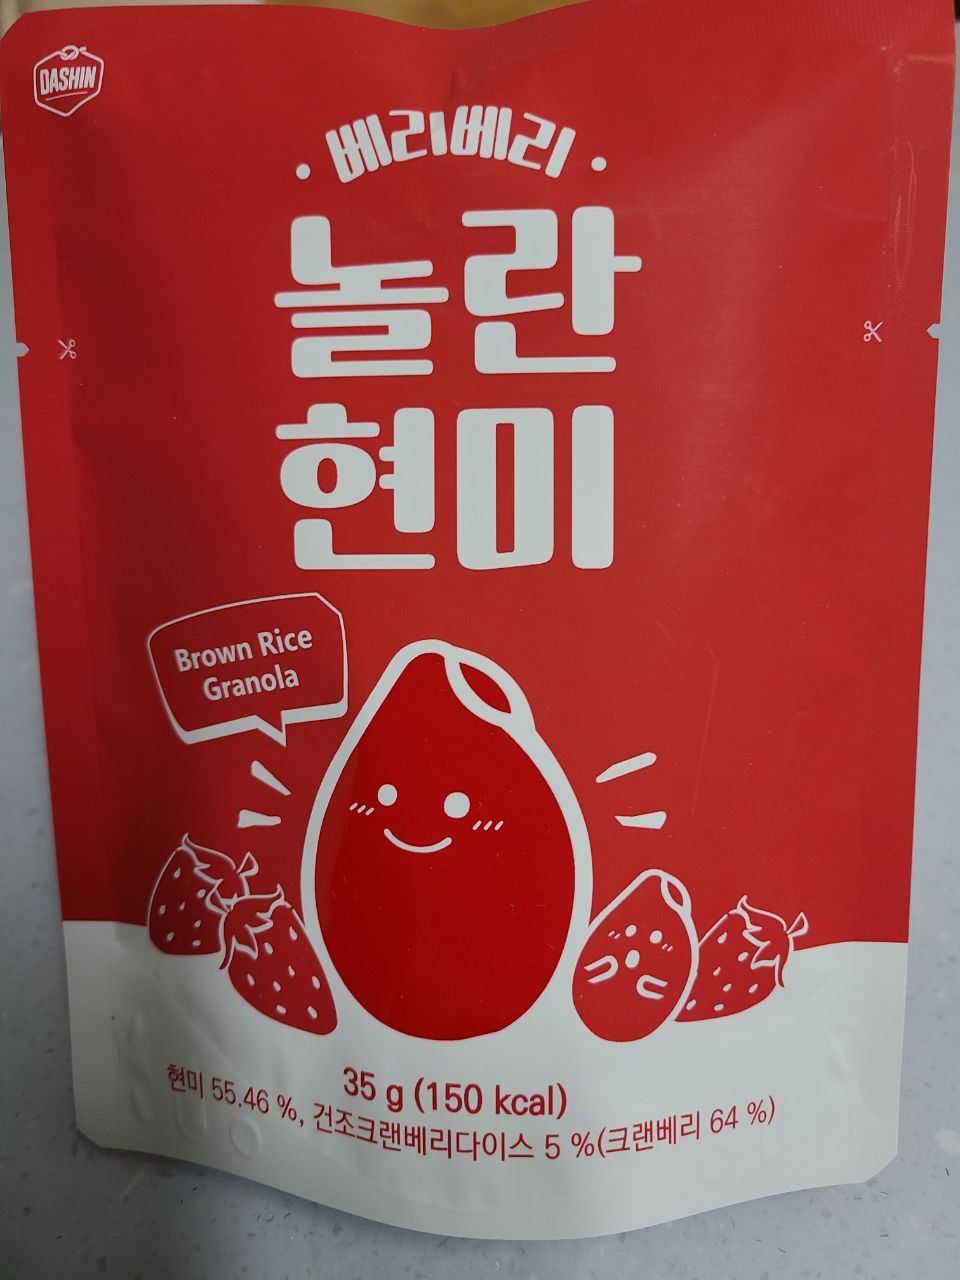 DASHIN
· 베리베리 ·
놀란
현미
Brown Rice
Granola
35 g (150 kcal)
현미 55.46 %, 건조크랜베리다이스 5 %(크랜베리 64 %)